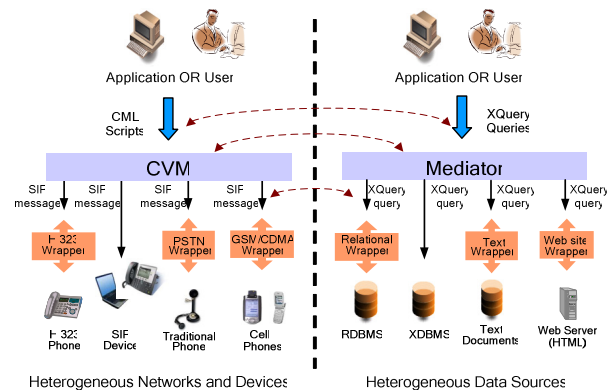 Application OR User
CML
Scripts
CVM
SIF
message
SIF
message
SIF
message
SIF
message
H 323
Wrapper
PSTN
Wrapper
GSM/CDMA
Wrapper
H 323
Phone
SIF
Device
Traditional
Phone
Cell
Phones
Heterogeneous Networks and Devices
Application OR User
XQuery
Queries
Mediator
XQuery
query
XQuery
query
XQuery
query
XQuery
query
Relational
Wrapper
Text
Wrapper
Web site
Wrapper
RDBMS
XDBMS
Text
Documents
Web Server
(HTML)
Heterogeneous Data Sources